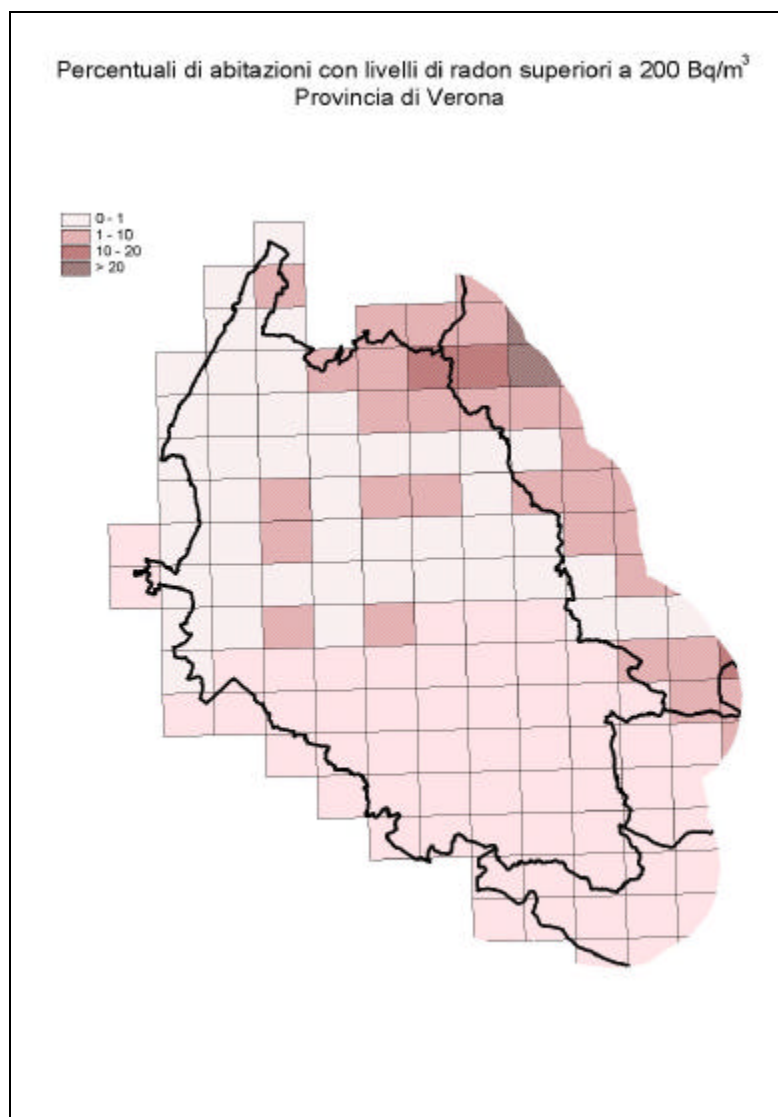 Percentuali di abitazioni con livelli di radon superiori a 200 Bq/m³
Provincia di Verona
0 - 1
1 - 10
10 - 20
> 20